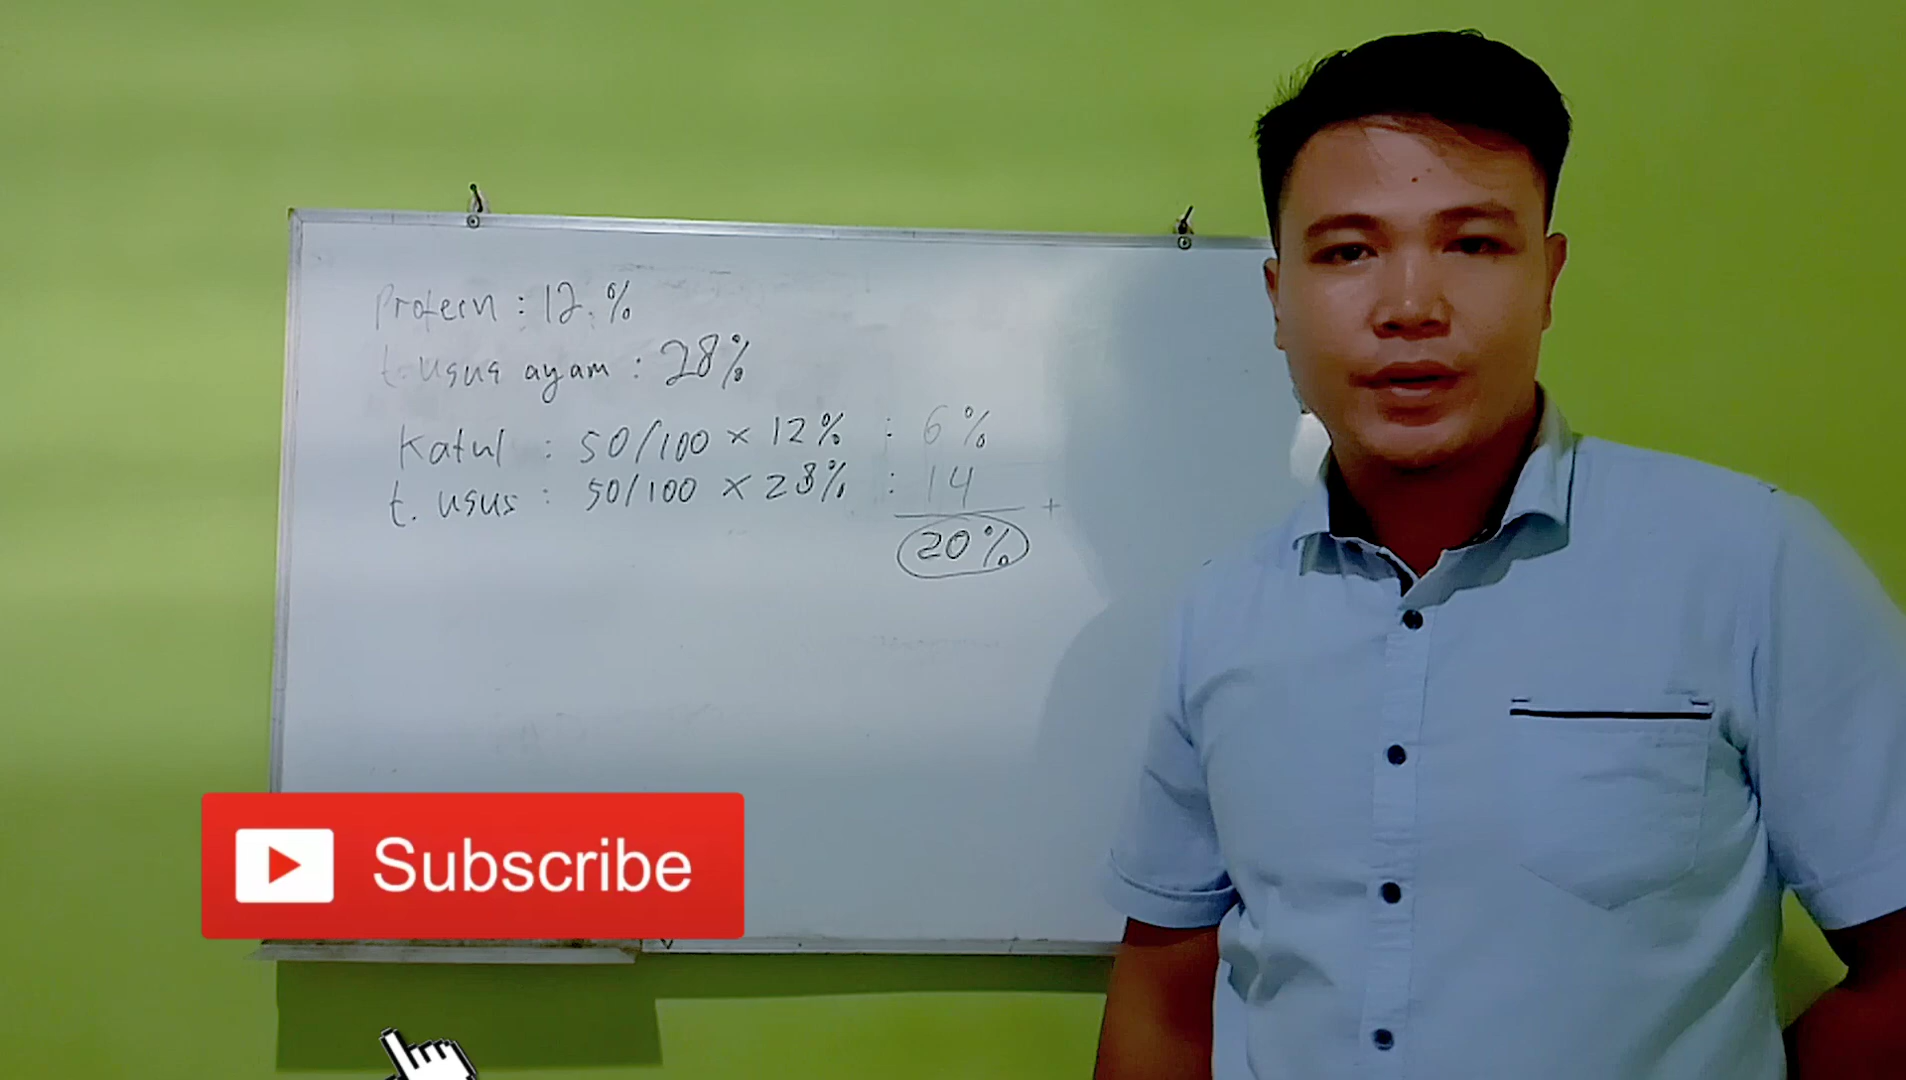 Protein : 12 %
t. usus ayam : 28%
Katul : 50/100 x 12% : 6%
t. usus : 50/100 x 28% : 14
+
20%
Subscribe